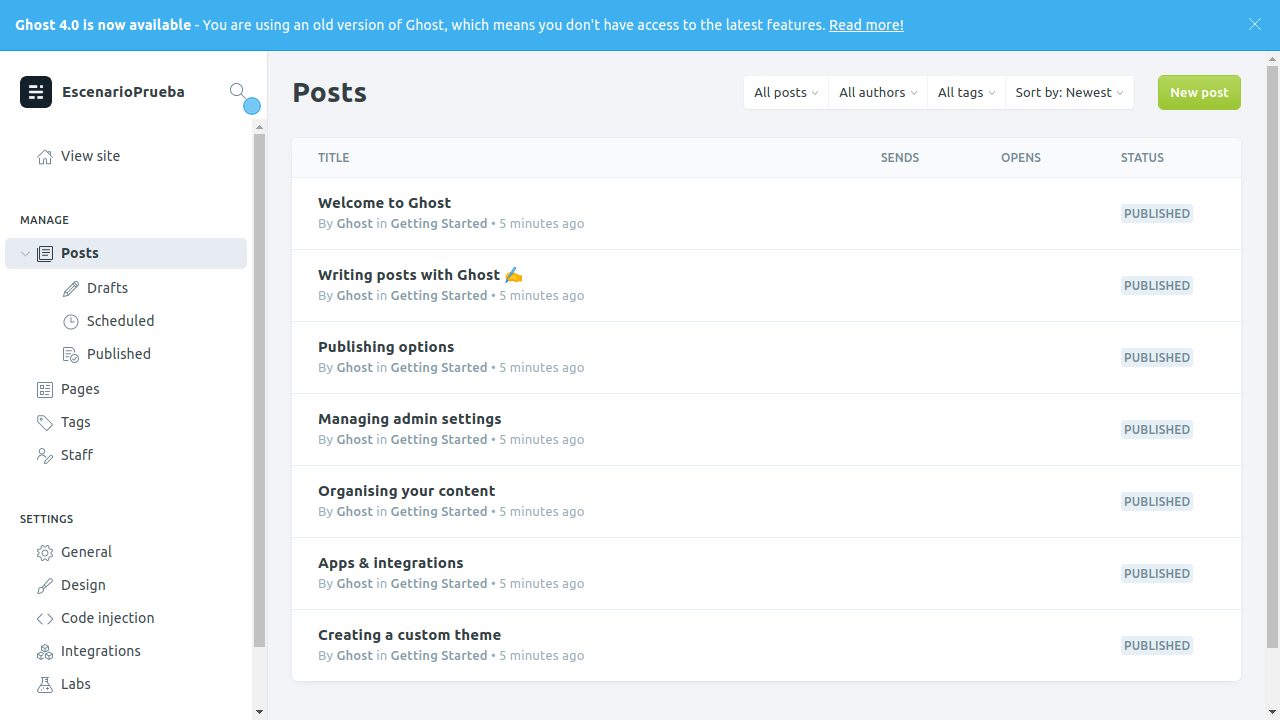 Ghost 4.0 is now available - You are using an old version of Ghost, which means you don't have access to the latest features. Read more!
EscenarioPrueba
View site
MANAGE
Posts
Drafts
Scheduled
Published
Pages
Tags
Staff
SETTINGS
General
Design
Code injection
Integrations
Labs
Posts
All posts All authors All tags Sort by: Newest New post
TITLE SENDS OPENS STATUS
Welcome to Ghost
By Ghost in Getting Started • 5 minutes ago PUBLISHED
Writing posts with Ghost ✍️
By Ghost in Getting Started • 5 minutes ago PUBLISHED
Publishing options
By Ghost in Getting Started • 5 minutes ago PUBLISHED
Managing admin settings
By Ghost in Getting Started • 5 minutes ago PUBLISHED
Organising your content
By Ghost in Getting Started • 5 minutes ago PUBLISHED
Apps & integrations
By Ghost in Getting Started • 5 minutes ago PUBLISHED
Creating a custom theme
By Ghost in Getting Started • 5 minutes ago PUBLISHED